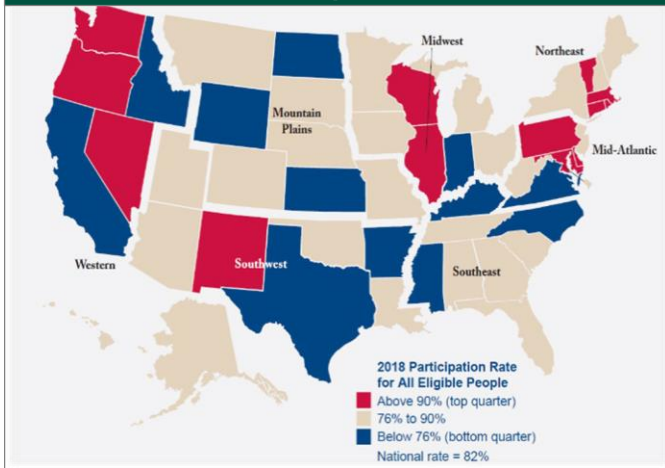 Midwest
Northeast
Mountain
Plains
Mid-Atlantic
Western
Southwest
Southeast
2018 Participation Rate
for All Eligible People
Above 90% (top quarter)
76% to 90%
Below 76% (bottom quarter)
National rate = 82%